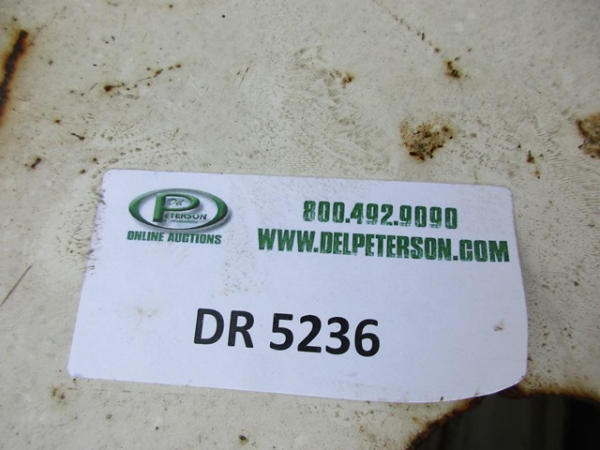 Del
PETERSON
ONLINE AUCTIONS
800.492.9090
WWW.DELPETERSON.COM
DR 5236